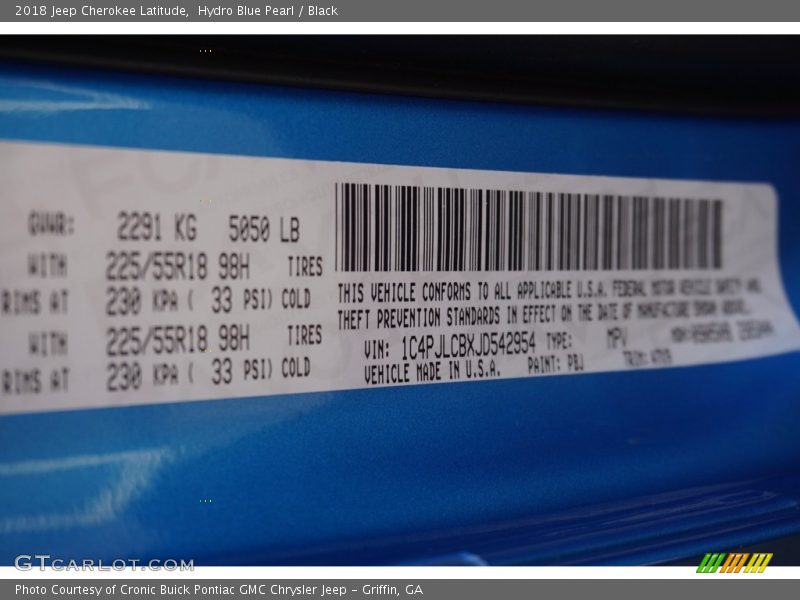 2018 Jeep Cherokee Latitude,  Hydro Blue Pearl / Black
GVWR: 2291 KG 5050 LB
WITH 225/55R18 98H TIRES
RIMS AT 230 KPA ( 33 PSI) COLD
WITH 225/55R18 98H TIRES
RIMS AT 230 KPA ( 33 PSI) COLD
THIS VEHICLE CONFORMS TO ALL APPLICABLE U.S.A. FEDERAL MOTOR VEHICLE SAFETY AND
THEFT PREVENTION STANDARDS IN EFFECT ON THE DATE OF MANUFACTURE SHOWN ABOVE.
VIN: 1C4PJLCBXJD542954 TYPE: MPV
VEHICLE MADE IN U.S.A. PAINT: PBJ TRIM:
GTCARLOT.COM
Photo Courtesy of Cronic Buick Pontiac GMC Chrysler Jeep - Griffin, GA